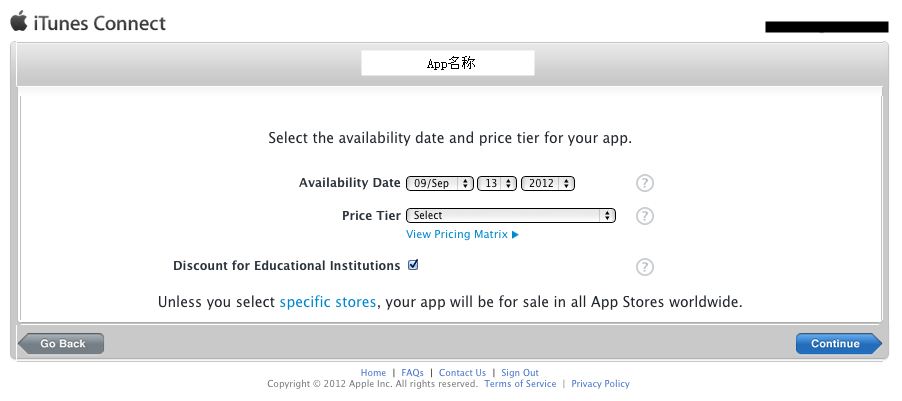 iTunes Connect
App名称
Select the availability date and price tier for your app.
Availability Date 09/Sep 13 2012 ?
Price Tier Select ?
View Pricing Matrix ▶
Discount for Educational Institutions ?
Unless you select specific stores, your app will be for sale in all App Stores worldwide.
Go Back Continue
Home | FAQs | Contact Us | Sign Out
Copyright © 2012 Apple Inc. All rights reserved. Terms of Service | Privacy Policy